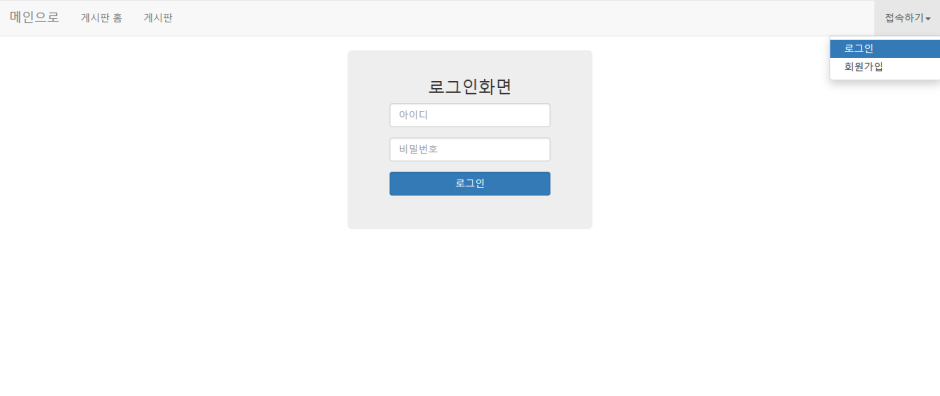 메인으로 게시판 홈 게시판 접속하기
로그인
회원가입
로그인화면
아이디
비밀번호
로그인